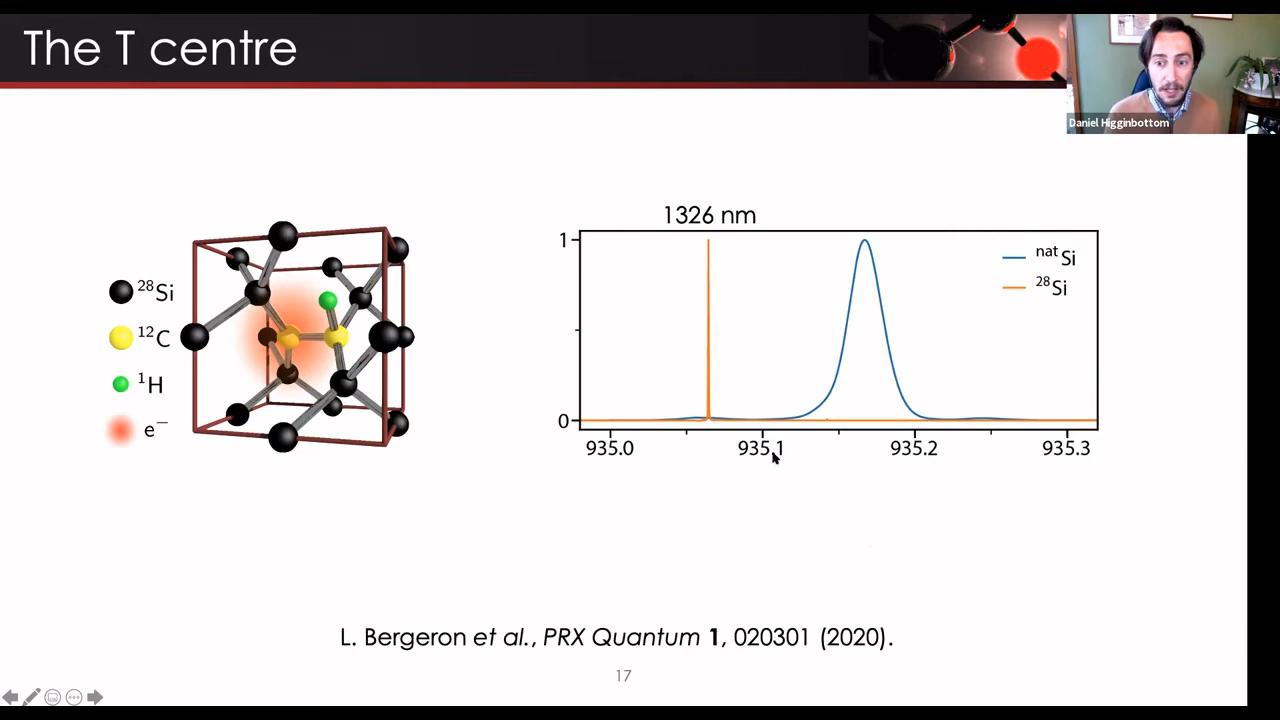 The T centre
Daniel Higginbottom
1326 nm
²⁸Si
¹²C
¹H
e⁻
1
0
ⁿᵃᵗSi
²⁸Si
935.0 935.1 935.2 935.3
L. Bergeron et al., PRX Quantum 1, 020301 (2020).
17